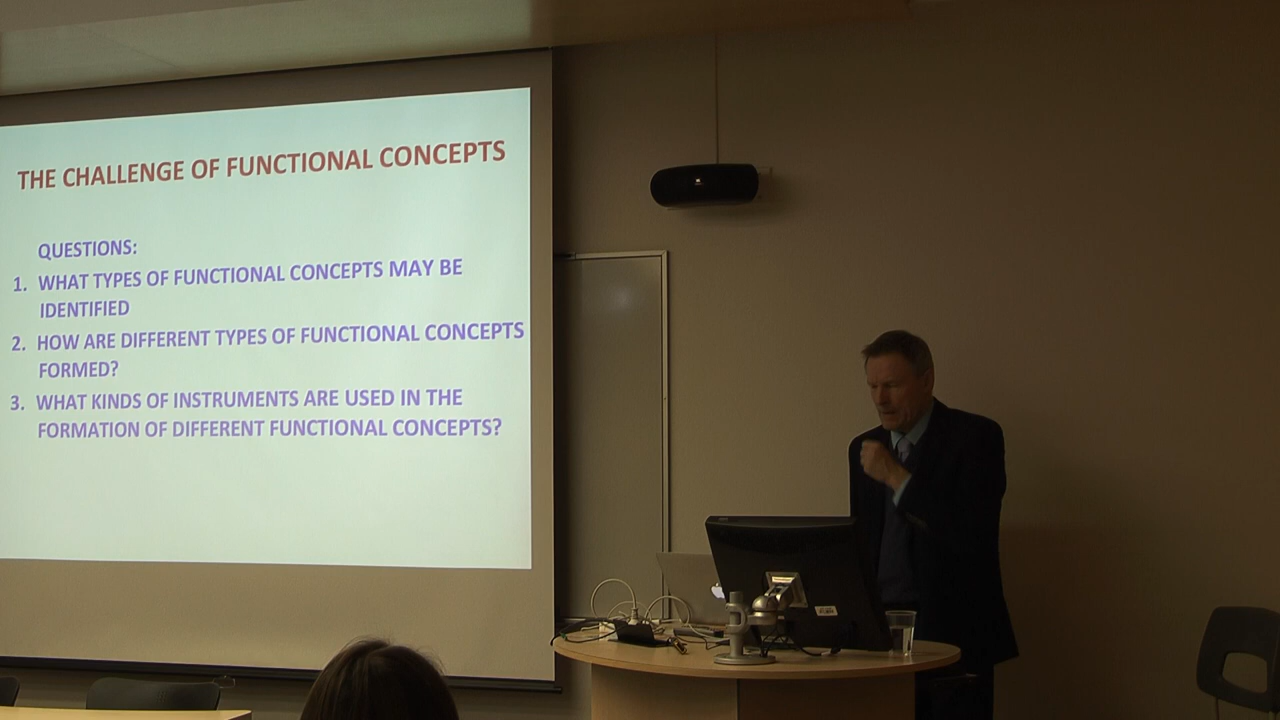 THE CHALLENGE OF FUNCTIONAL CONCEPTS
QUESTIONS:
1. WHAT TYPES OF FUNCTIONAL CONCEPTS MAY BE
IDENTIFIED
2. HOW ARE DIFFERENT TYPES OF FUNCTIONAL CONCEPTS
FORMED?
3. WHAT KINDS OF INSTRUMENTS ARE USED IN THE
FORMATION OF DIFFERENT FUNCTIONAL CONCEPTS?